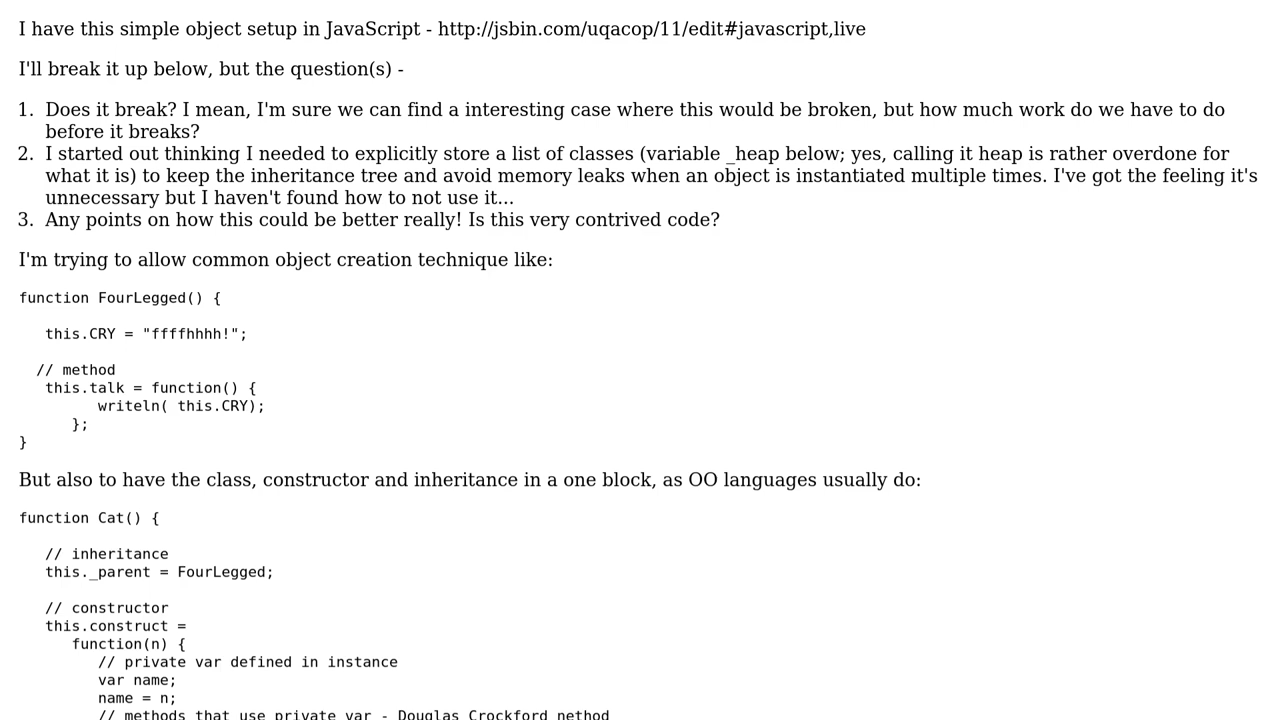 I have this simple object setup in JavaScript - http://jsbin.com/uqacop/11/edit#javascript,live
I'll break it up below, but the question(s) -
1. Does it break? I mean, I'm sure we can find a interesting case where this would be broken, but how much work do we have to do
before it breaks?
2. I started out thinking I needed to explicitly store a list of classes (variable _heap below; yes, calling it heap is rather overdone for
what it is) to keep the inheritance tree and avoid memory leaks when an object is instantiated multiple times. I've got the feeling it's
unnecessary but I haven't found how to not use it...
3. Any points on how this could be better really! Is this very contrived code?
I'm trying to allow common object creation technique like:
function FourLegged() {
this.CRY = "ffffhhhh!";
// method
this.talk = function() {
writeln( this.CRY);
};
}
But also to have the class, constructor and inheritance in a one block, as OO languages usually do:
function Cat() {
// inheritance
this._parent = FourLegged;
// constructor
this.construct =
function(n) {
// private var defined in instance
var name;
name = n;
// methods that use private var - Douglas Crockford nethod